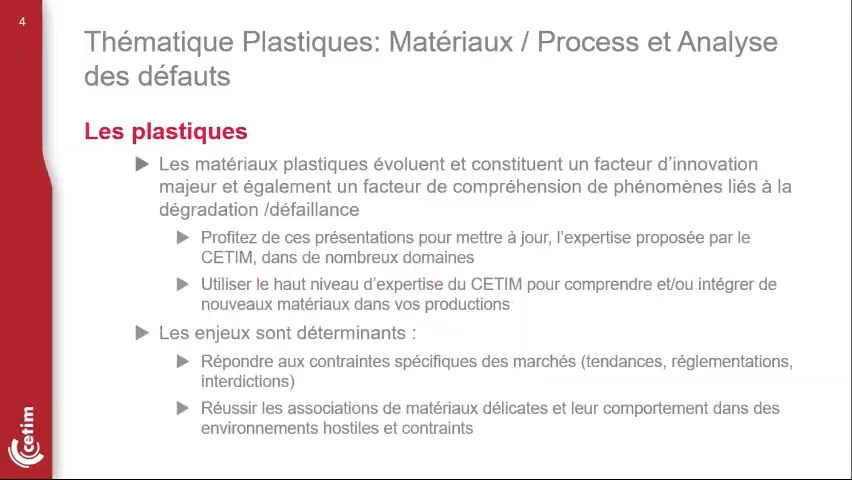 4
Thématique Plastiques: Matériaux / Process et Analyse
des défauts
Les plastiques
Les matériaux plastiques évoluent et constituent un facteur d’innovation
majeur et également un facteur de compréhension de phénomènes liés à la
dégradation /défaillance
Profitez de ces présentations pour mettre à jour, l’expertise proposée par le
CETIM, dans de nombreux domaines
Utiliser le haut niveau d’expertise du CETIM pour comprendre et/ou intégrer de
nouveaux matériaux dans vos productions
Les enjeux sont déterminants :
Répondre aux contraintes spécifiques des marchés (tendances, réglementations,
interdictions)
Réussir les associations de matériaux délicates et leur comportement dans des
environnements hostiles et contraints
cetim